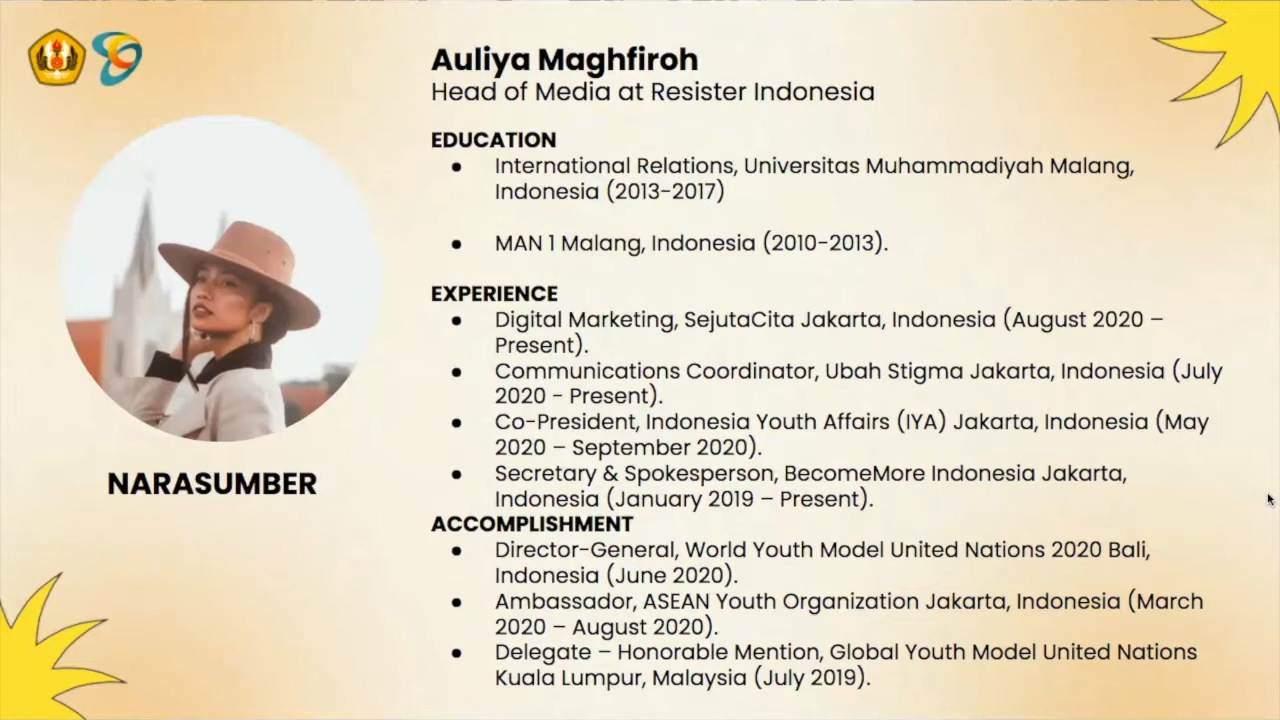 Auliya Maghfiroh
Head of Media at Resister Indonesia
EDUCATION
● International Relations, Universitas Muhammadiyah Malang,
Indonesia (2013-2017)
● MAN 1 Malang, Indonesia (2010-2013).
EXPERIENCE
● Digital Marketing, SejutaCita Jakarta, Indonesia (August 2020 –
Present).
● Communications Coordinator, Ubah Stigma Jakarta, Indonesia (July
2020 - Present).
● Co-President, Indonesia Youth Affairs (IYA) Jakarta, Indonesia (May
2020 – September 2020).
● Secretary & Spokesperson, BecomeMore Indonesia Jakarta,
Indonesia (January 2019 – Present).
ACCOMPLISHMENT
● Director-General, World Youth Model United Nations 2020 Bali,
Indonesia (June 2020).
● Ambassador, ASEAN Youth Organization Jakarta, Indonesia (March
2020 – August 2020).
● Delegate – Honorable Mention, Global Youth Model United Nations
Kuala Lumpur, Malaysia (July 2019).
NARASUMBER